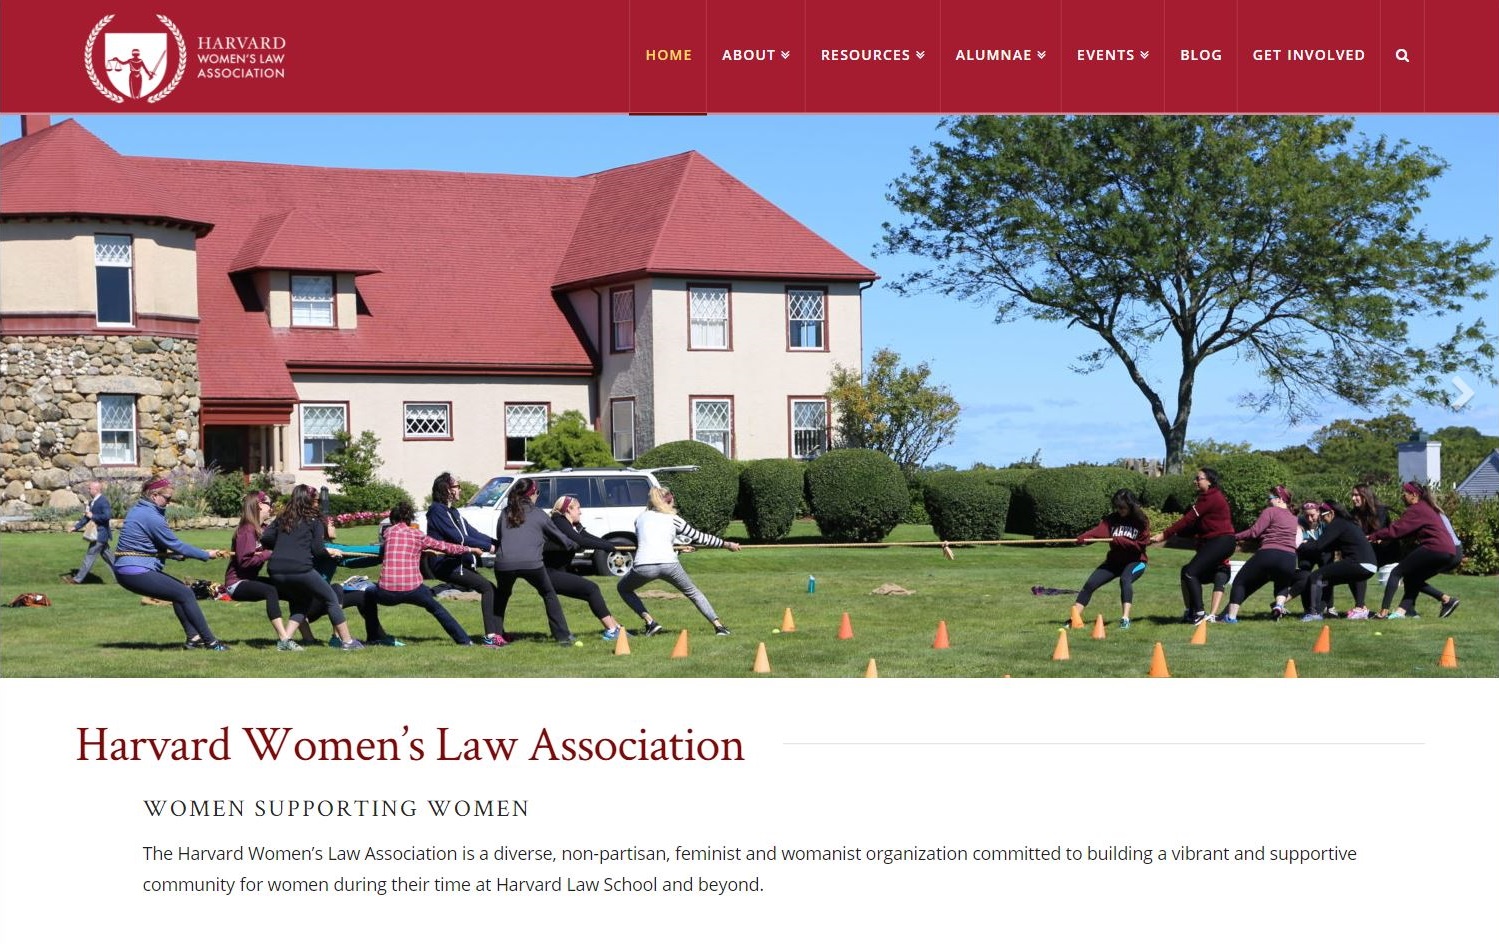 HARVARD
WOMEN'S LAW
ASSOCIATION
HOME ABOUT RESOURCES ALUMNAE EVENTS BLOG GET INVOLVED
HARVARD
Harvard Women’s Law Association
WOMEN SUPPORTING WOMEN
The Harvard Women’s Law Association is a diverse, non-partisan, feminist and womanist organization committed to building a vibrant and supportive
community for women during their time at Harvard Law School and beyond.